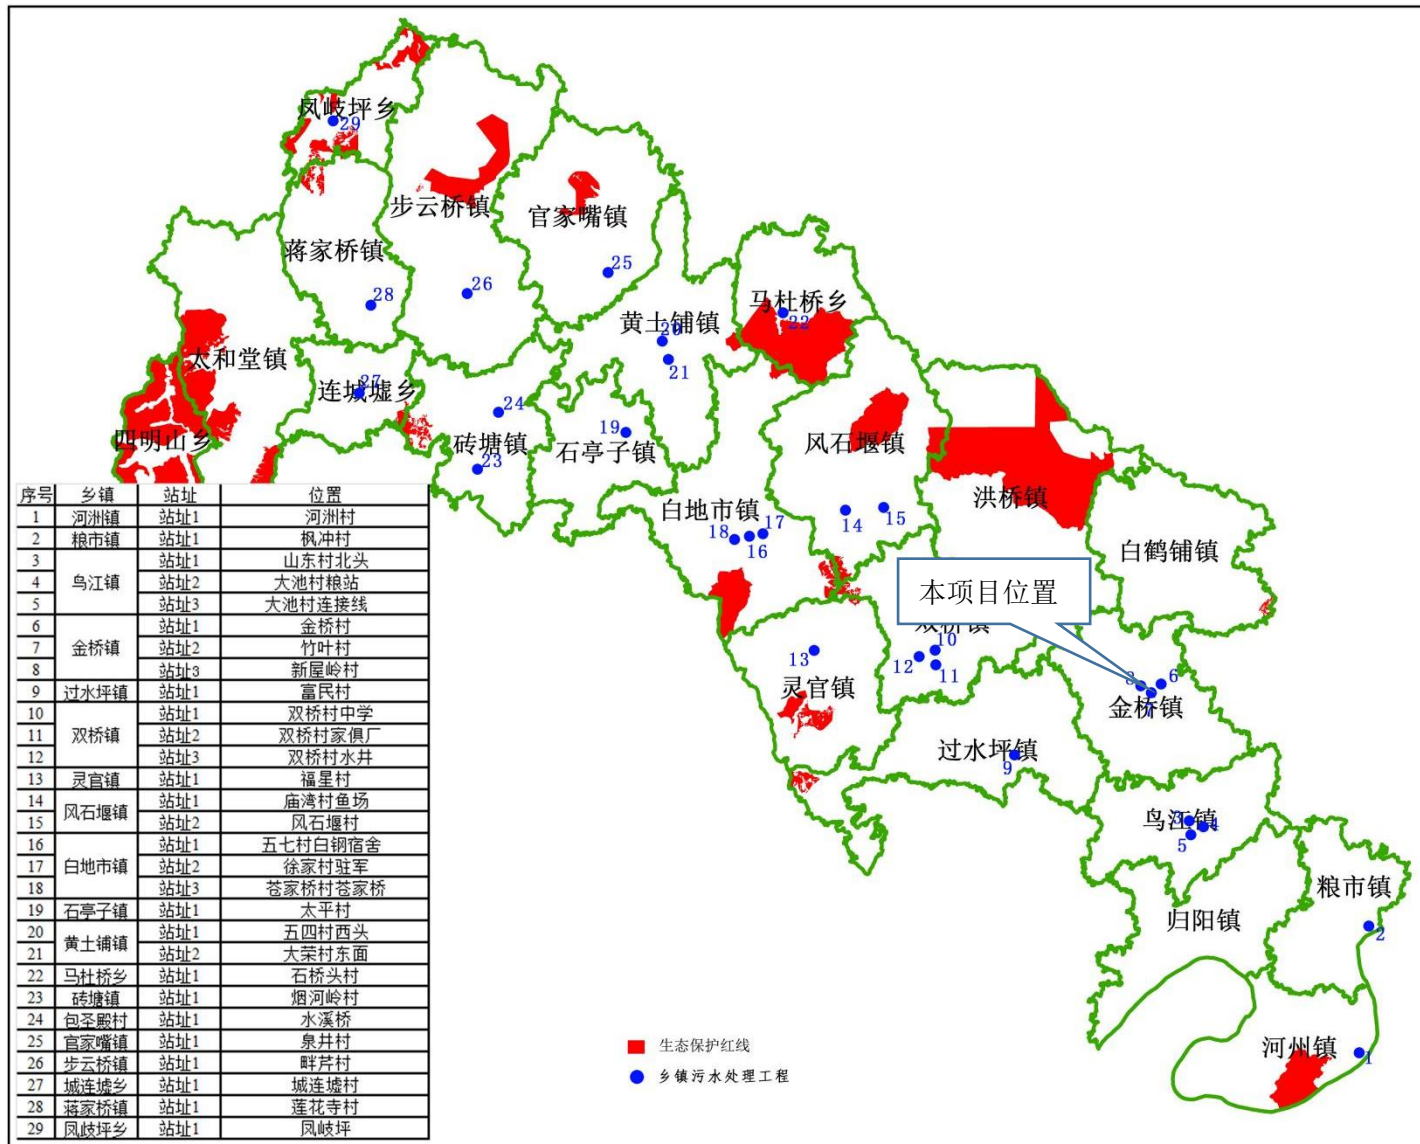 凤岐坪乡
29
步云桥镇
官家嘴镇
蒋家桥镇
25
26
28
马杜桥乡
22
黄土铺镇
20
21
太和堂镇
连城墟乡
27
24
四明山乡
砖塘镇
23
19
石亭子镇
风石堰镇
洪桥镇
白地市镇
18
17
16
14
15
白鹤铺镇
本项目位置
双桥镇
10
12
11
13
灵官镇
6
金桥镇
过水坪镇
9
鸟江镇
3
4
5
粮市镇
2
归阳镇
河州镇
1
序号 乡镇 站址 位置
1 河洲镇 站址1 河洲村
2 粮市镇 站址1 枫冲村
3 鸟江镇 站址1 山东村北头
4 站址2 大池村粮站
5 站址3 大池村连接线
6 金桥镇 站址1 金桥村
7 站址2 竹叶村
8 站址3 新屋岭村
9 过水坪镇 站址1 富民村
10 双桥镇 站址1 双桥村中学
11 站址2 双桥村家俱厂
12 站址3 双桥村水井
13 灵官镇 站址1 福星村
14 风石堰镇 站址1 庙湾村鱼场
15 站址2 风石堰村
16 白地市镇 站址1 五七村白钢宿舍
17 站址2 徐家村驻军
18 站址3 苍家桥村苍家桥
19 石亭子镇 站址1 太平村
20 黄土铺镇 站址1 五四村西头
21 站址2 大荣村东面
22 马杜桥乡 站址1 石桥头村
23 砖塘镇 站址1 烟河岭村
24 包圣殿村 站址1 水溪桥
25 官家嘴镇 站址1 泉井村
26 步云桥镇 站址1 畔芹村
27 城连墟乡 站址1 城连墟村
28 蒋家桥镇 站址1 莲花寺村
29 凤歧坪乡 站址1 凤岐坪
生态保护红线
乡镇污水处理工程